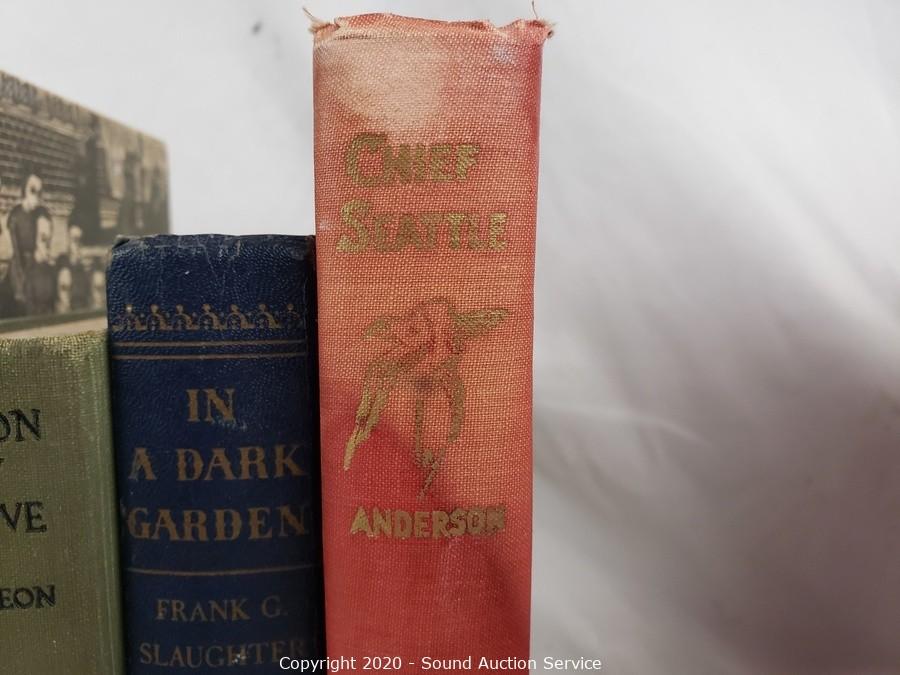 CHIEF
SEATTLE
ANDERSON
IN
A DARK
GARDEN
FRANK G.
SLAUGHTER
ON
VE
EON
Copyright 2020 - Sound Auction Service